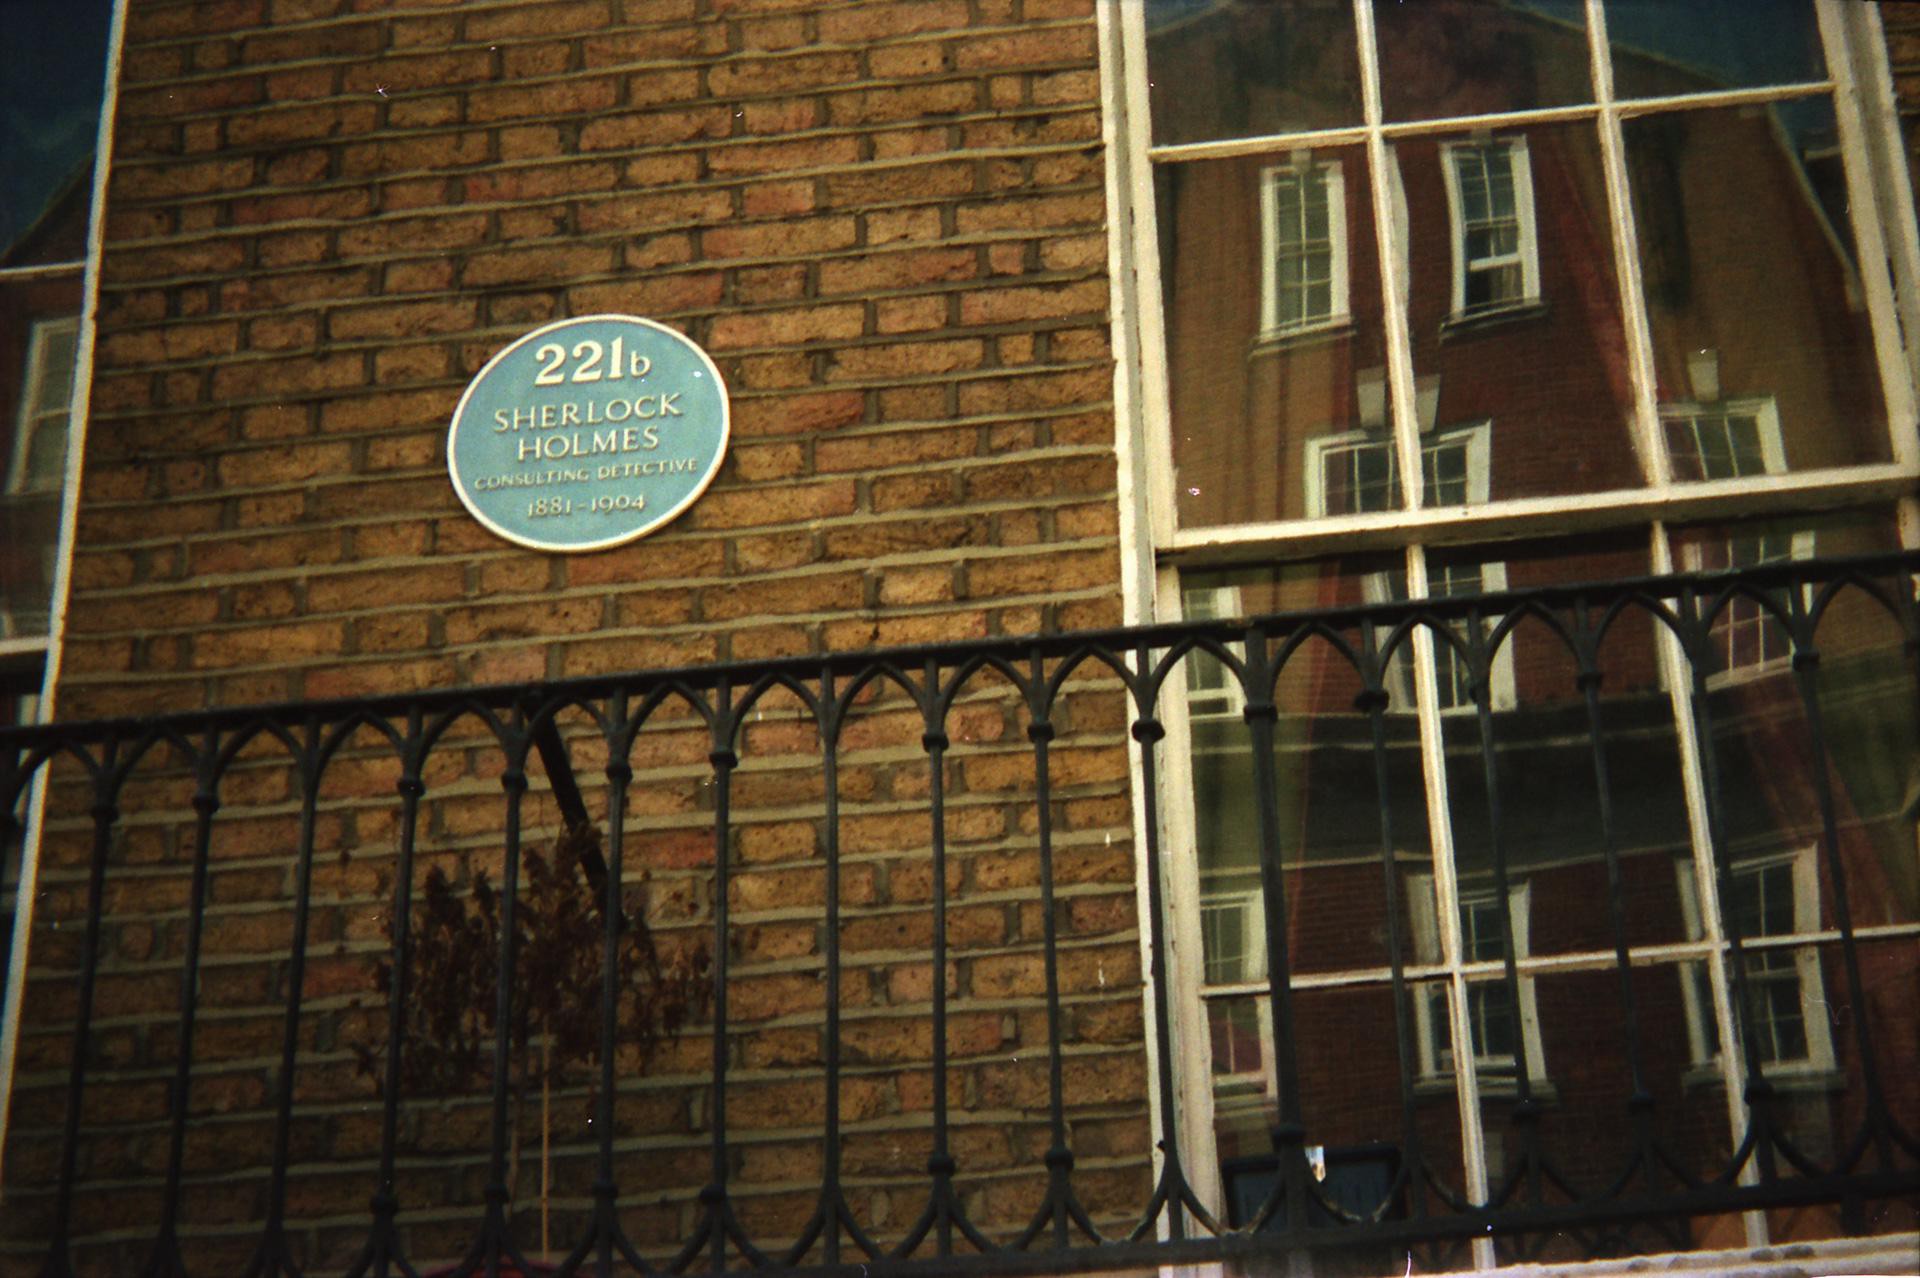 221b
SHERLOCK
HOLMES
CONSULTING DETECTIVE
1881-1904